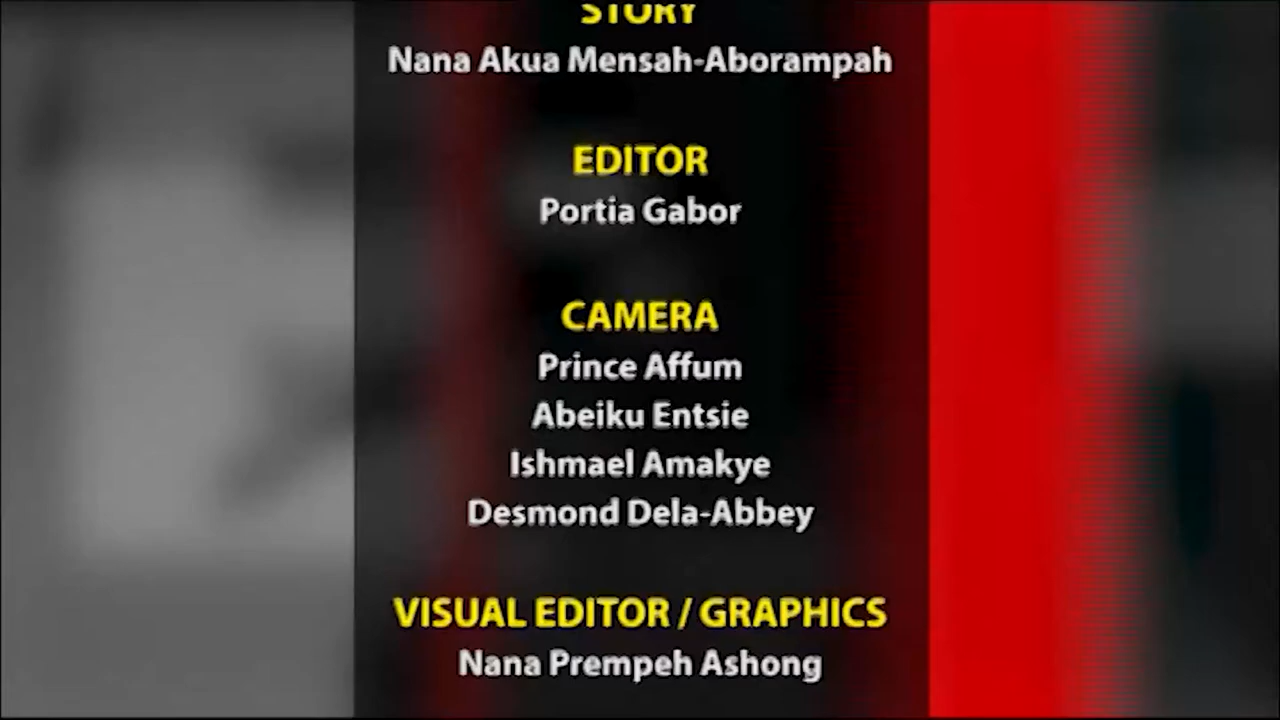 STORY
Nana Akua Mensah-Aborampah
EDITOR
Portia Gabor
CAMERA
Prince Affum
Abeiku Entsie
Ishmael Amakye
Desmond Dela-Abbey
VISUAL EDITOR / GRAPHICS
Nana Prempeh Ashong